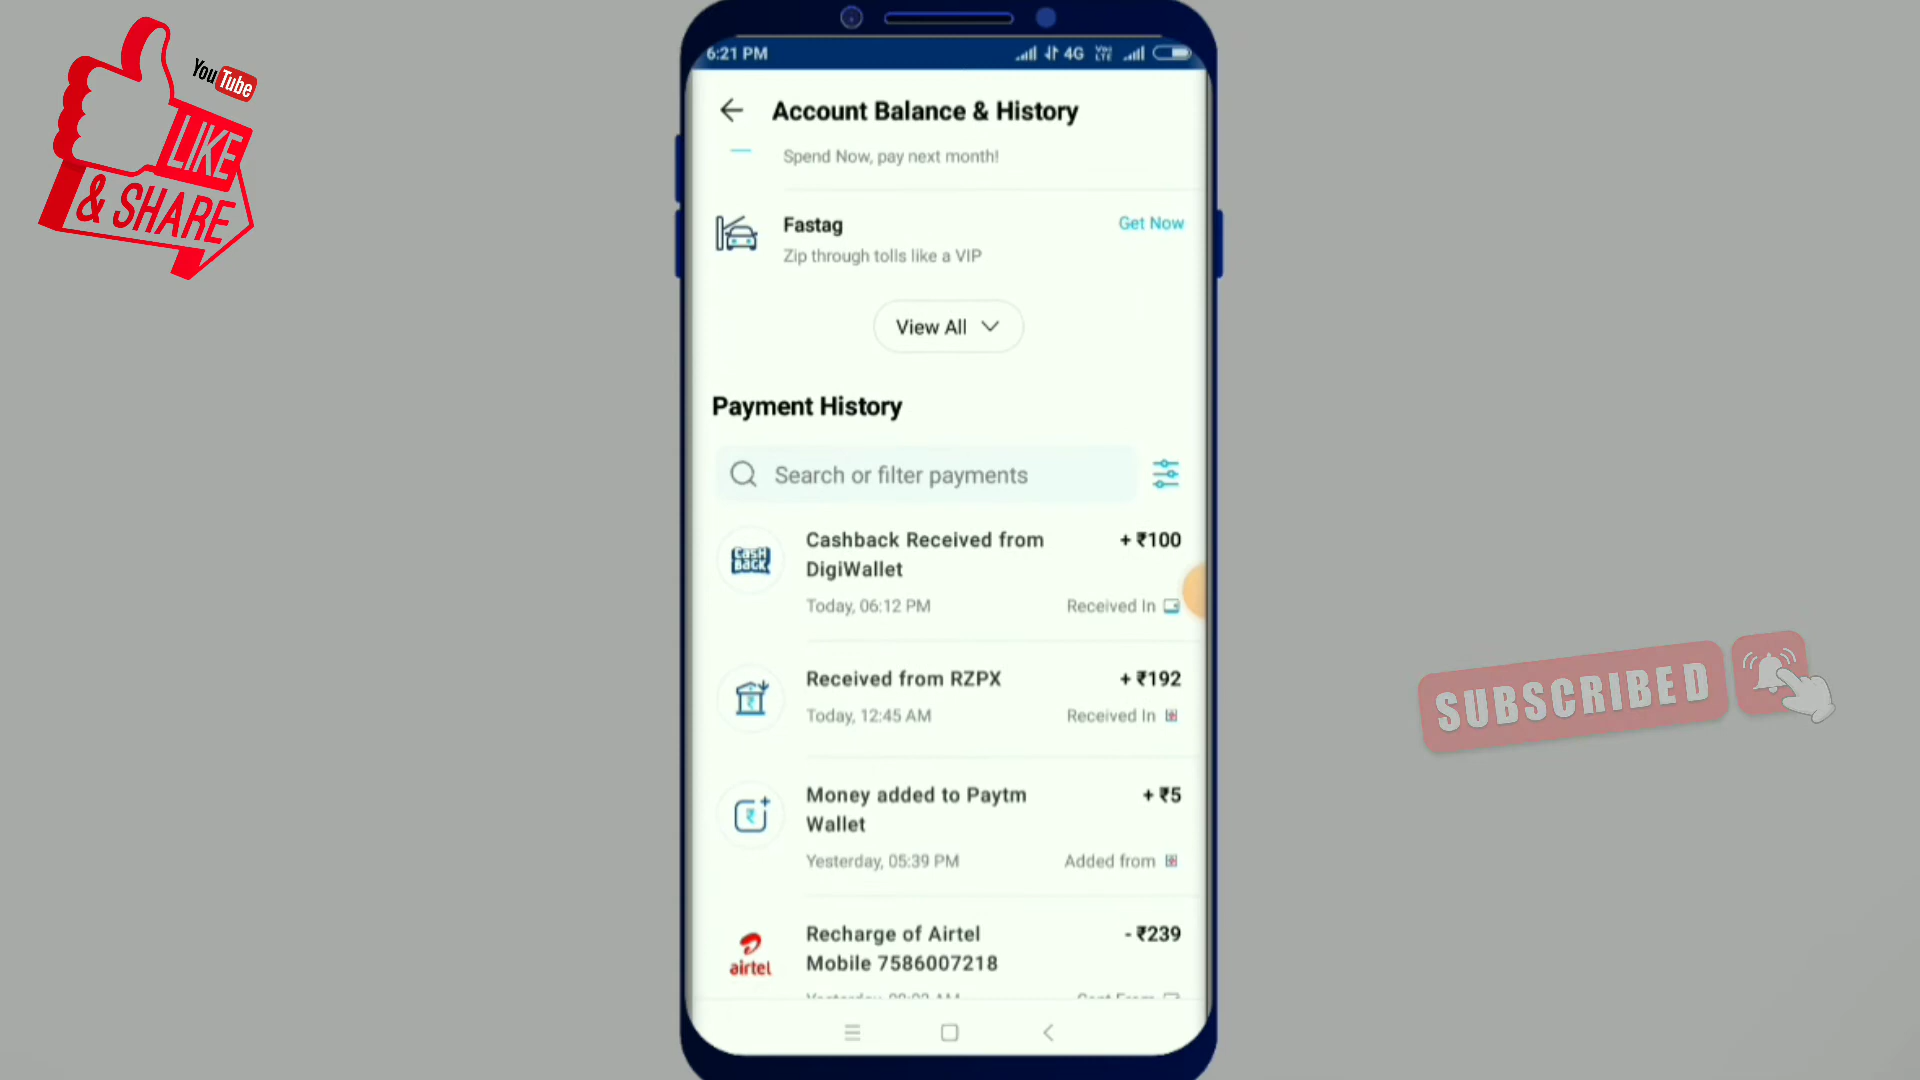 YouTube
LIKE
& SHARE
6:21 PM
4G
Account Balance & History
Spend Now, pay next month!
Fastag
Get Now
Zip through tolls like a VIP
View All
Payment History
Search or filter payments
CASH
BACK
Cashback Received from
DigiWallet
+ ₹100
Today, 06:12 PM
Received In
Received from RZPX
+ ₹192
Today, 12:45 AM
Received In
Money added to Paytm
Wallet
+ ₹5
Yesterday, 05:39 PM
Added from
airtel
Recharge of Airtel
Mobile 7586007218
- ₹239
SUBSCRIBED